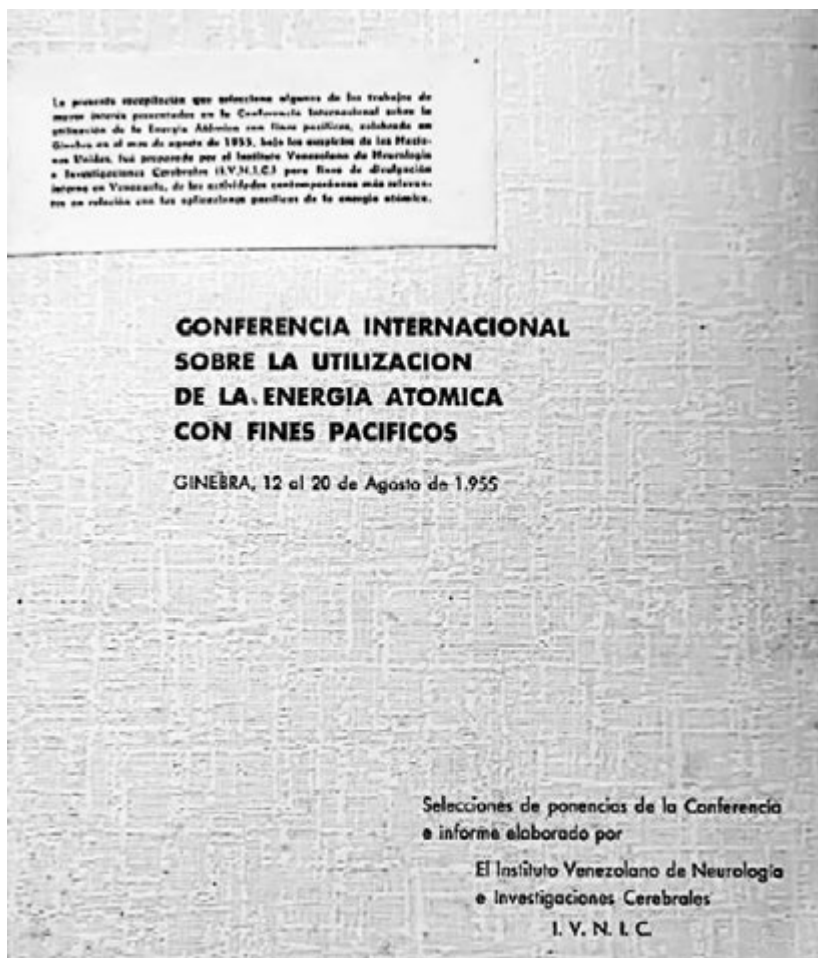 La presente recopilación que selecciona algunos de los trabajos de
mayor interés presentados en la Conferencia Internacional sobre la
utilización de la Energía Atómica con fines pacíficos, celebrada en
Ginebra en el mes de agosto de 1955, bajo los auspicios de las Nacio-
nes Unidas, fué preparada por el Instituto Venezolano de Neurología
e Investigaciones Cerebrales (I.V.N.I.C.) para fines de divulgación
interna en Venezuela, de las actividades contemporáneas más relevan-
tes en relación con las aplicaciones pacíficas de la energía atómica.
CONFERENCIA INTERNACIONAL
SOBRE LA UTILIZACION
DE LA ENERGIA ATOMICA
CON FINES PACIFICOS
GINEBRA, 12 al 20 de Agosto de 1.955
Selecciones de ponencias de la Conferencia
e informe elaborado por
El Instituto Venezolano de Neurología
e Investigaciones Cerebrales
I. V. N. I. C.